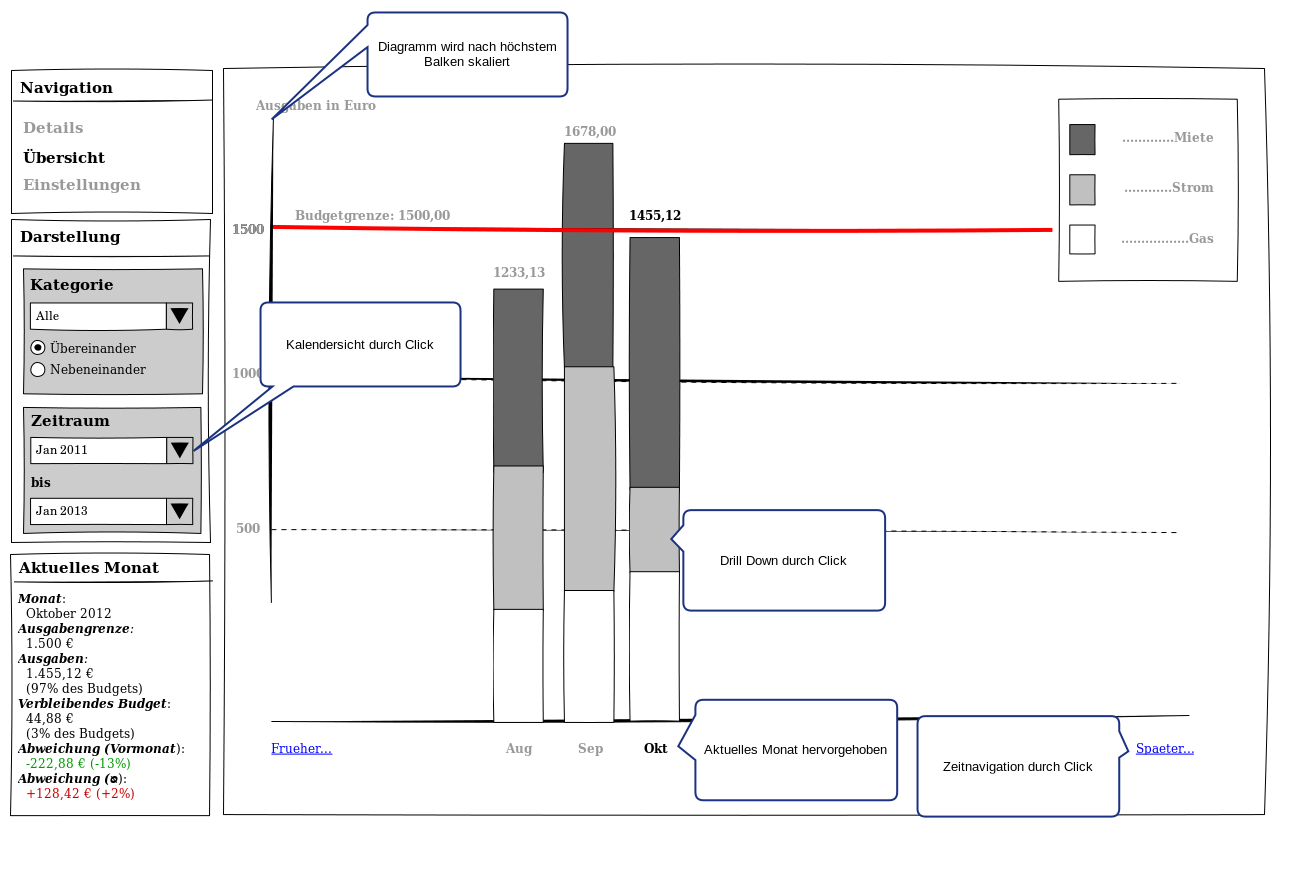 Diagramm wird nach höchstem
Balken skaliert
Navigation
Details
Übersicht
Einstellungen
Darstellung
Kategorie
Alle
Übereinander
Nebeneinander
Zeitraum
Jan 2011
bis
Jan 2013
Aktuelles Monat
Monat:
Oktober 2012
Ausgabengrenze:
1.500 €
Ausgaben:
1.455,12 €
(97% des Budgets)
Verbleibendes Budget:
44,88 €
(3% des Budgets)
Abweichung (Vormonat):
-222,88 € (-13%)
Abweichung (ø):
+128,42 € (+2%)
Ausgaben in Euro
1678,00
Budgetgrenze: 1500,00
1455,12
1500
1233,13
Kalendersicht durch Click
1000
500
Drill Down durch Click
Frueher...
Aug
Sep
Okt
Aktuelles Monat hervorgehoben
Zeitnavigation durch Click
Spaeter...
.............Miete
............Strom
.................Gas